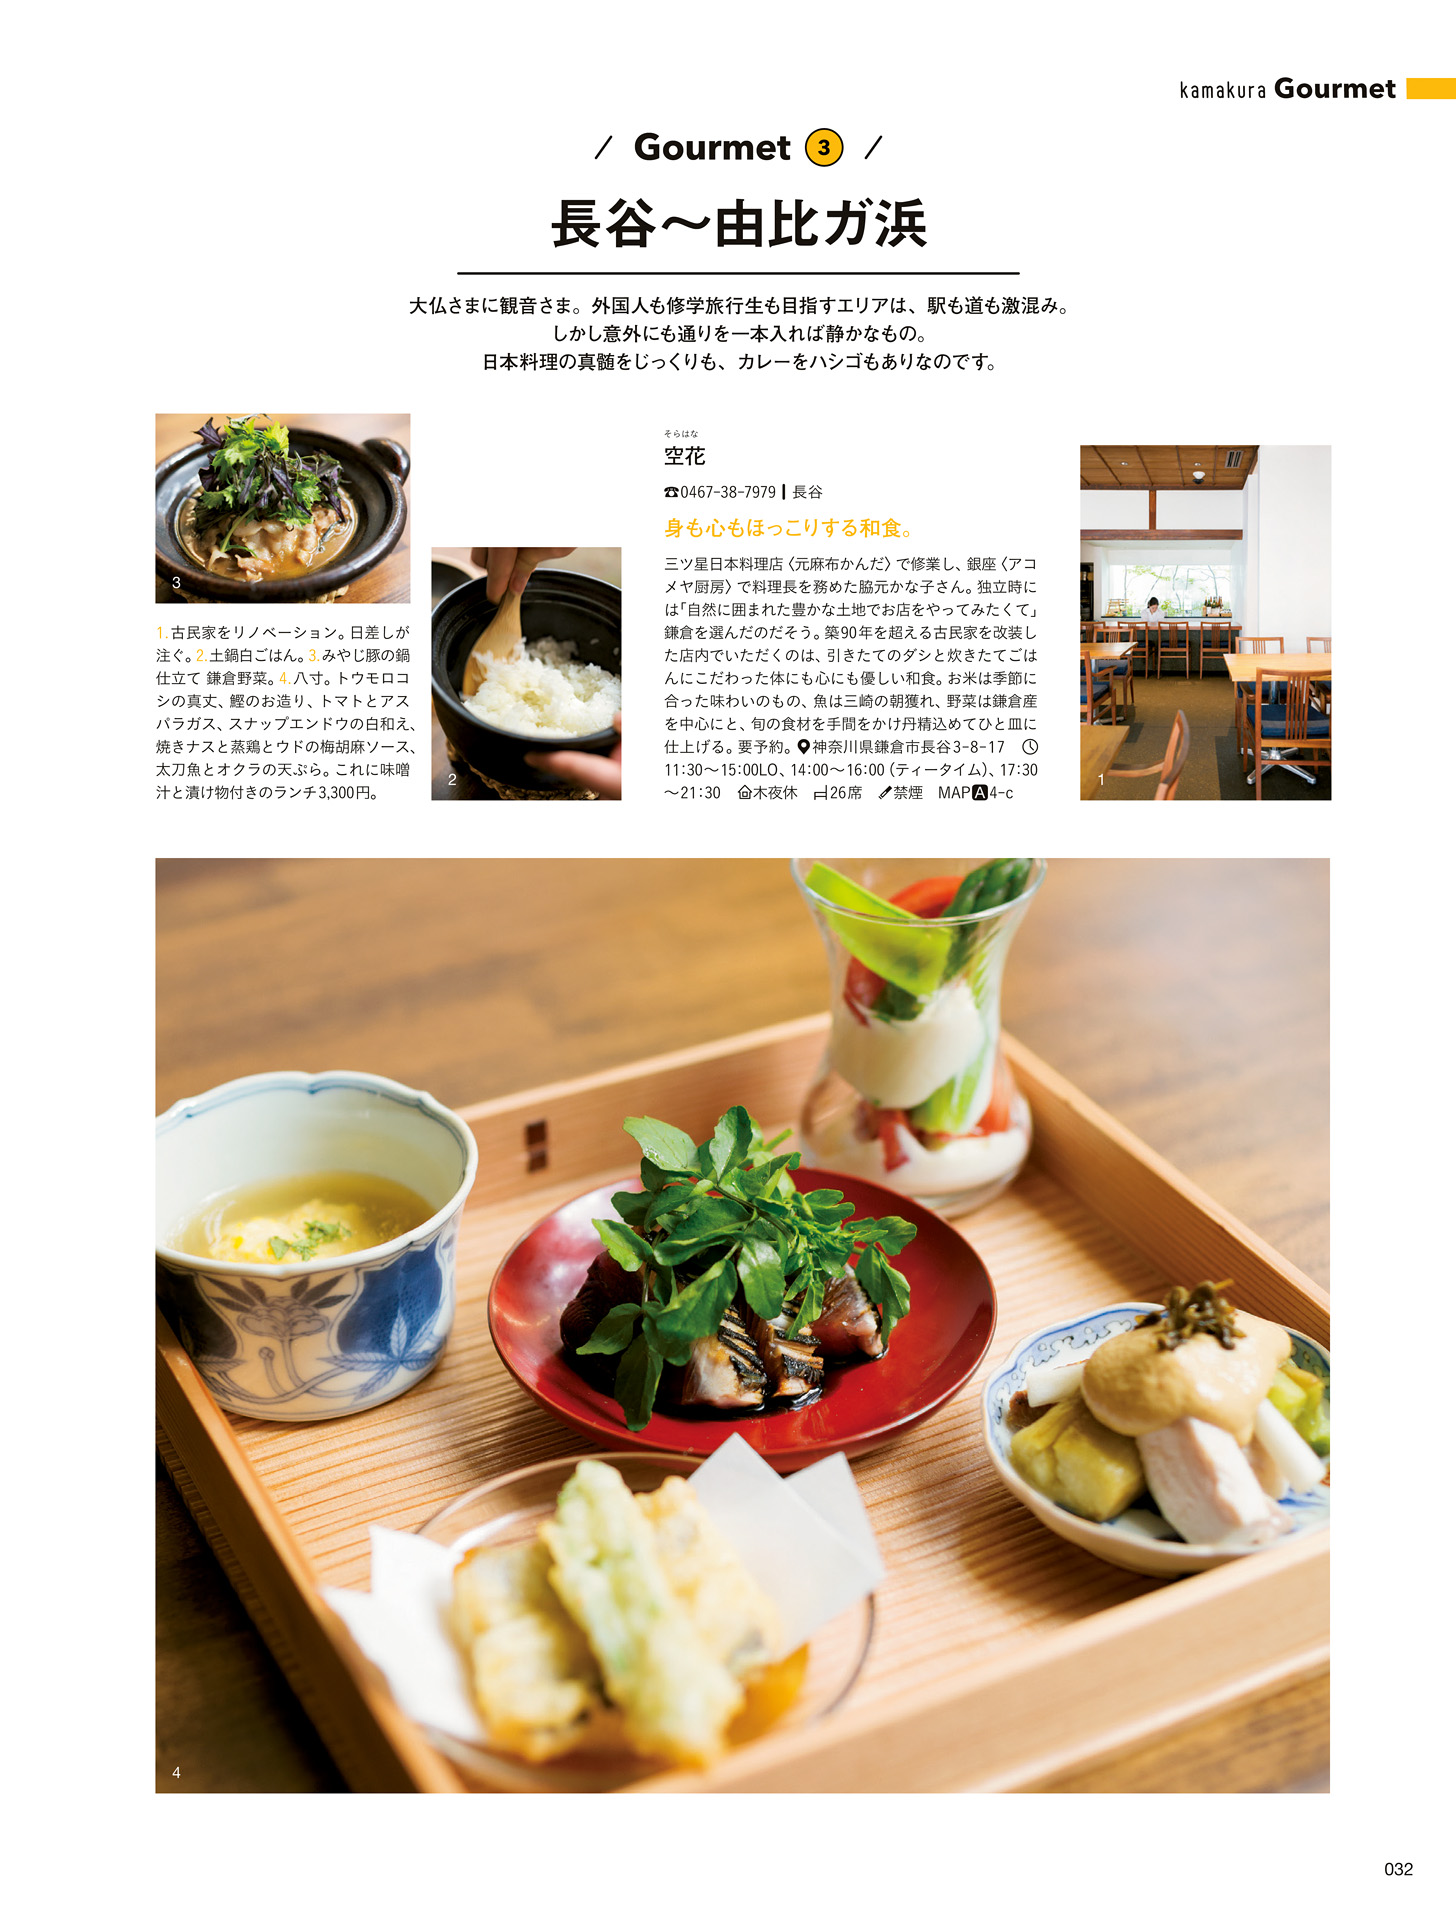 kamakura Gourmet
Gourmet 3
長谷〜由比ガ浜
大仏さまに観音さま。外国人も修学旅行生も目指すエリアは、駅も道も激混み。
しかし意外にも通りを一本入れば静かなもの。
日本料理の真髄をじっくりも、カレーをハシゴもありなのです。
3
1.古民家をリノベーション。日差しが
注ぐ。2.土鍋白ごはん。3.みやじ豚の鍋
仕立て 鎌倉野菜。4.八寸。トウモロコ
シの真丈、鰹のお造り、トマトとアス
パラガス、スナップエンドウの白和え、
焼きナスと蒸鶏とウドの梅胡麻ソース、
太刀魚とオクラの天ぷら。これに味噌
汁と漬け物付きのランチ3,300円。
2
そらはな
空花
☎0467-38-7979 | 長谷
身も心もほっこりする和食。
三ツ星日本料理店〈元麻布かんだ〉で修業し、銀座〈アコ
メヤ厨房〉で料理長を務めた脇元かな子さん。独立時に
は「自然に囲まれた豊かな土地でお店をやってみたくて」
鎌倉を選んだのだそう。築90年を超える古民家を改装し
た店内でいただくのは、引きたてのダシと炊きたてごは
んにこだわった体にも心にも優しい和食。お米は季節に
合った味わいのもの、魚は三崎の朝獲れ、野菜は鎌倉産
を中心にと、旬の食材を手間をかけ丹精込めてひと皿に
仕上げる。要予約。神奈川県鎌倉市長谷3-8-17
11:30〜15:00LO、14:00〜16:00（ティータイム）、17:30
〜21:30 木夜休 26席 禁煙 MAP A 4-c
1
4
032